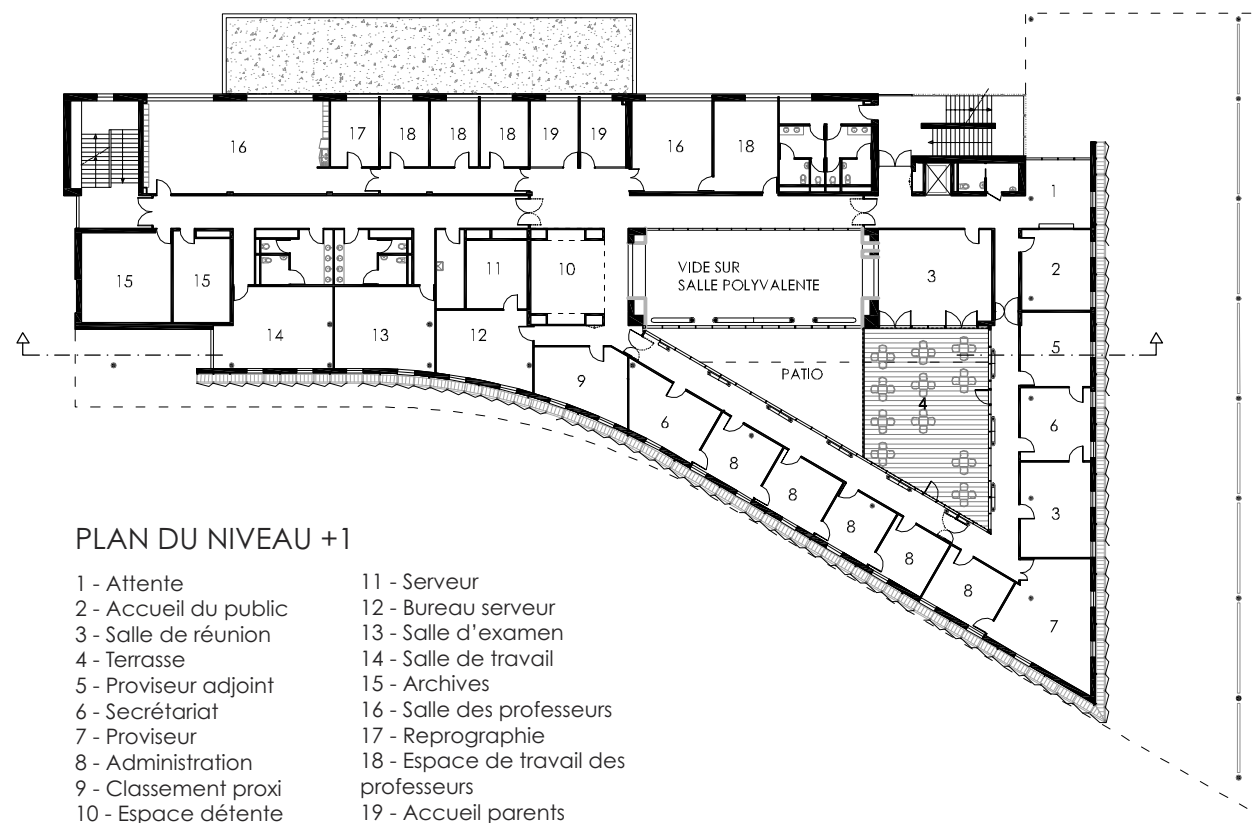 16
17
18
18
18
19
19
16
18
1
15
15
11
10
VIDE SUR
SALLE POLYVALENTE
3
2
14
13
12
9
PATIO
4
5
6
6
8
8
8
8
8
3
7
PLAN DU NIVEAU +1
1 - Attente
2 - Accueil du public
3 - Salle de réunion
4 - Terrasse
5 - Proviseur adjoint
6 - Secrétariat
7 - Proviseur
8 - Administration
9 - Classement proxi
10 - Espace détente
11 - Serveur
12 - Bureau serveur
13 - Salle d'examen
14 - Salle de travail
15 - Archives
16 - Salle des professeurs
17 - Reprographie
18 - Espace de travail des
professeurs
19 - Accueil parents